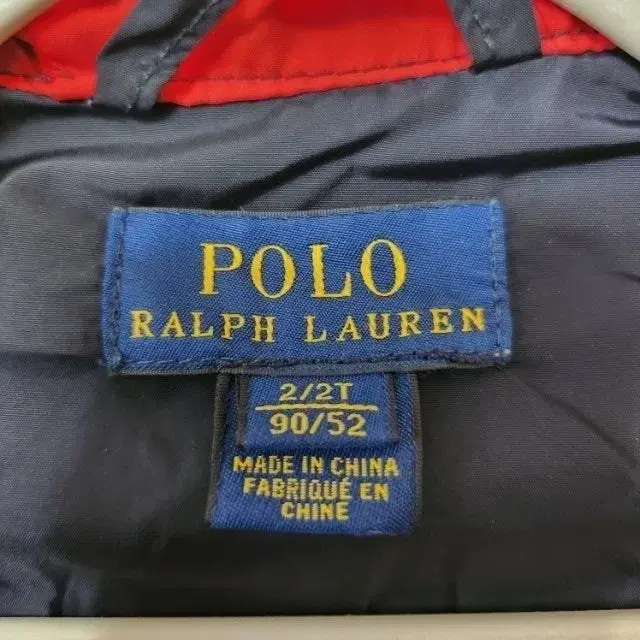 POLO
RALPH LAUREN
2/2T
90/52
MADE IN CHINA
FABRIQUÉ EN
CHINE